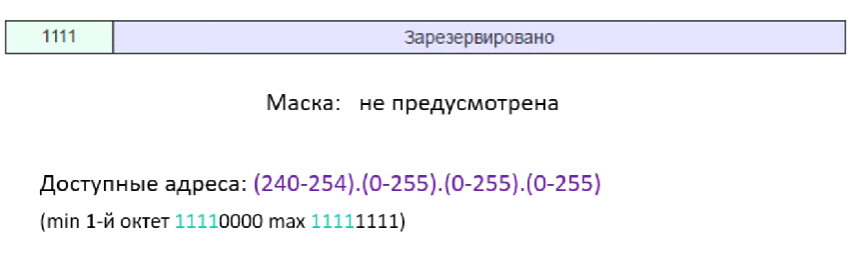 1111 Зарезервировано
Маска: не предусмотрена
Доступные адреса: (240-254).(0-255).(0-255).(0-255)
(min 1-й октет 11110000 max 11111111)